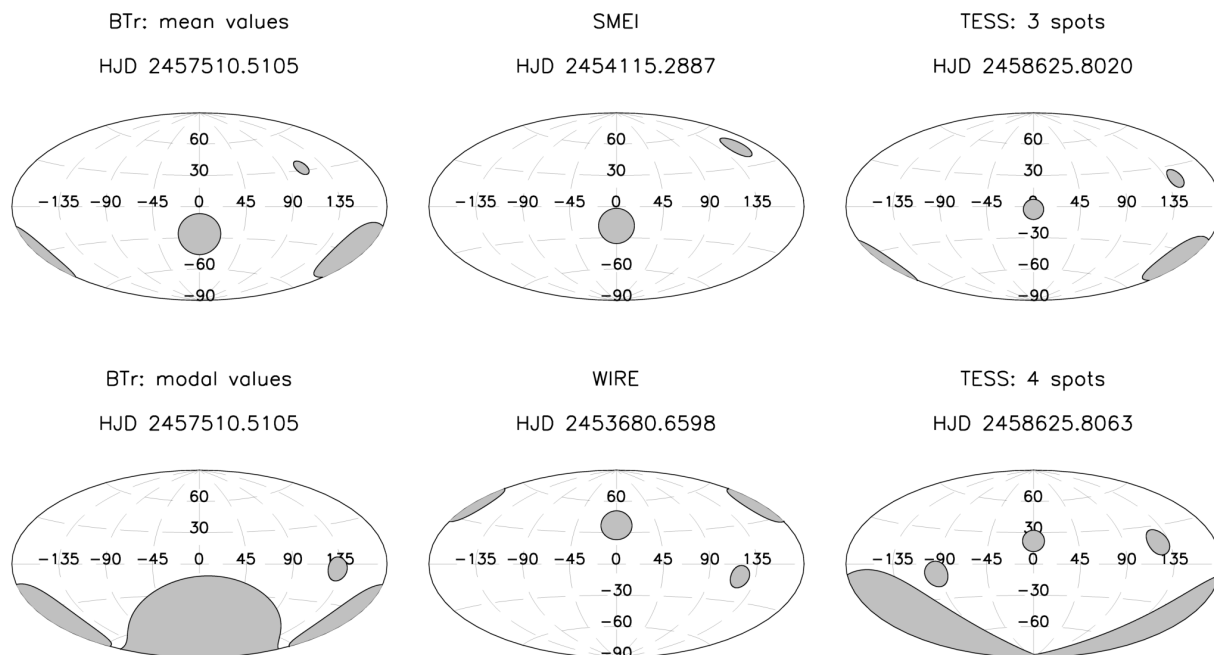 BTr: mean values
HJD 2457510.5105
60
30
-135 -90 -45 0 45 90 135
-60
-90
SMEI
HJD 2454115.2887
60
30
-135 -90 -45 0 45 90 135
-60
-90
TESS: 3 spots
HJD 2458625.8020
60
30
-135 -90 -45 0 45 90 135
-30
-60
-90
BTr: modal values
HJD 2457510.5105
60
30
-135 -90 -45 0 45 90 135
WIRE
HJD 2453680.6598
60
-135 -90 -45 0 45 90 135
-30
-60
-90
TESS: 4 spots
HJD 2458625.8063
60
30
-135 -90 -45 0 45 90 135
-30
-60